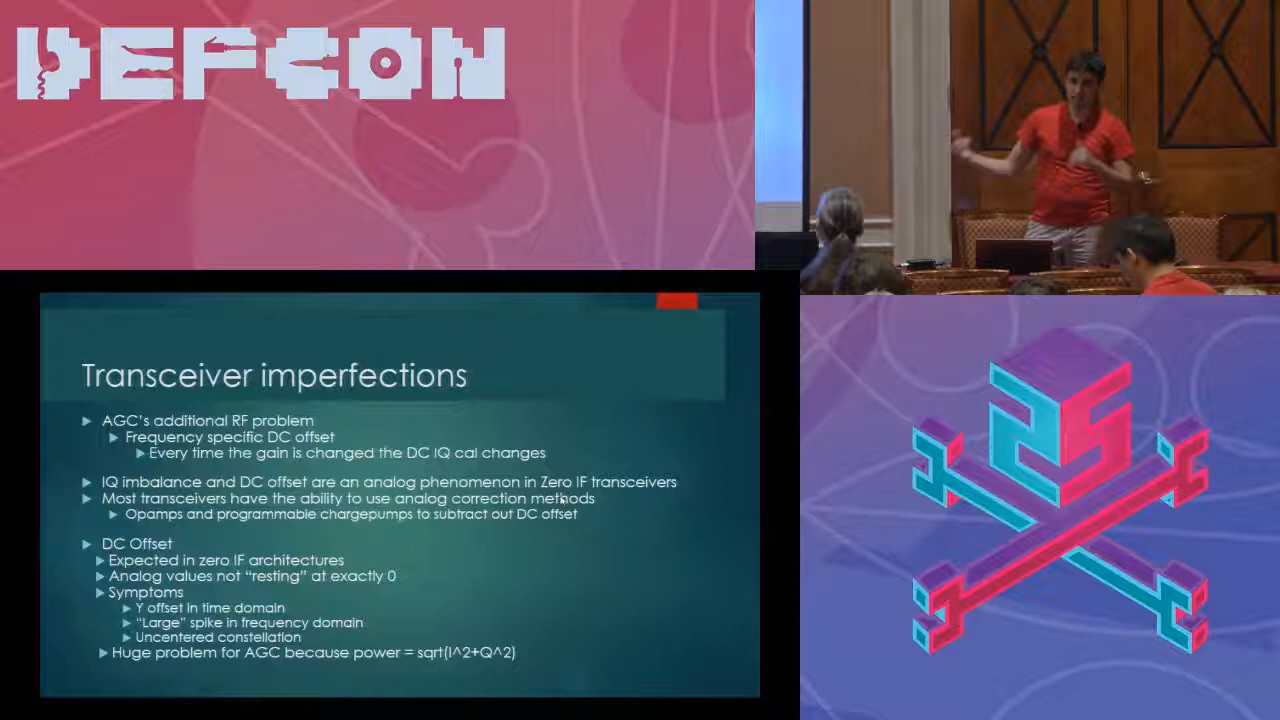 DEFCON
Transceiver imperfections
AGC's additional RF problem
Frequency specific DC offset
Every time the gain is changed the DC IQ cal changes
IQ imbalance and DC offset are an analog phenomenon in Zero IF transceivers
Most transceivers have the ability to use analog correction methods
Opamps and programmable chargepumps to subtract out DC offset
DC Offset
Expected in zero IF architectures
Analog values not “resting” at exactly 0
Symptoms
Y offset in time domain
“Large” spike in frequency domain
Uncentered constellation
Huge problem for AGC because power = sqrt(I^2+Q^2)
25